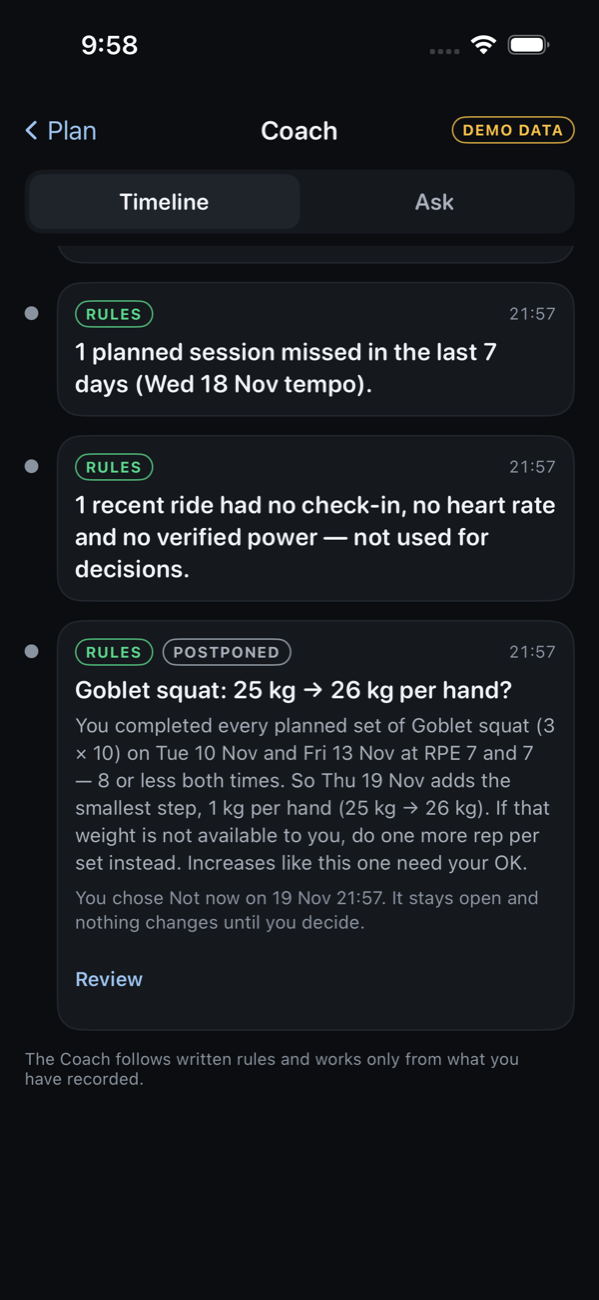 9:58
Plan
Coach
DEMO DATA
Timeline
Ask
RULES
21:57
1 planned session missed in the last 7
days (Wed 18 Nov tempo).
RULES
21:57
1 recent ride had no check-in, no heart rate
and no verified power — not used for
decisions.
RULES
POSTPONED
21:57
Goblet squat: 25 kg → 26 kg per hand?
You completed every planned set of Goblet squat (3
× 10) on Tue 10 Nov and Fri 13 Nov at RPE 7 and 7
— 8 or less both times. So Thu 19 Nov adds the
smallest step, 1 kg per hand (25 kg → 26 kg). If that
weight is not available to you, do one more rep per
set instead. Increases like this one need your OK.
You chose Not now on 19 Nov 21:57. It stays open and
nothing changes until you decide.
Review
The Coach follows written rules and works only from what you
have recorded.